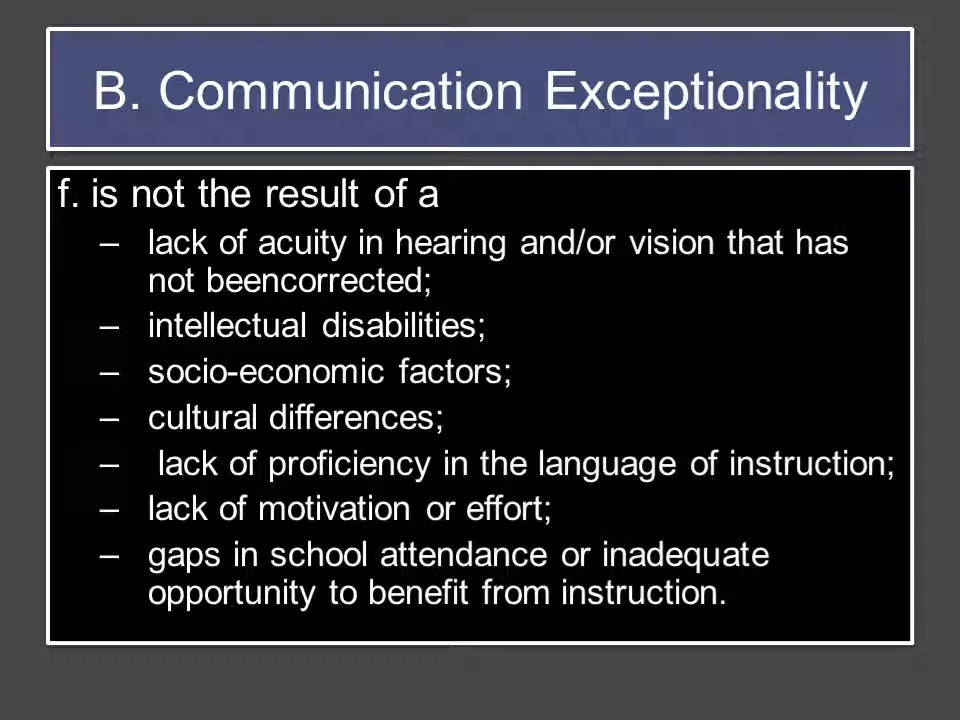 B. Communication Exceptionality
f. is not the result of a
– lack of acuity in hearing and/or vision that has
not beencorrected;
– intellectual disabilities;
– socio-economic factors;
– cultural differences;
– lack of proficiency in the language of instruction;
– lack of motivation or effort;
– gaps in school attendance or inadequate
opportunity to benefit from instruction.